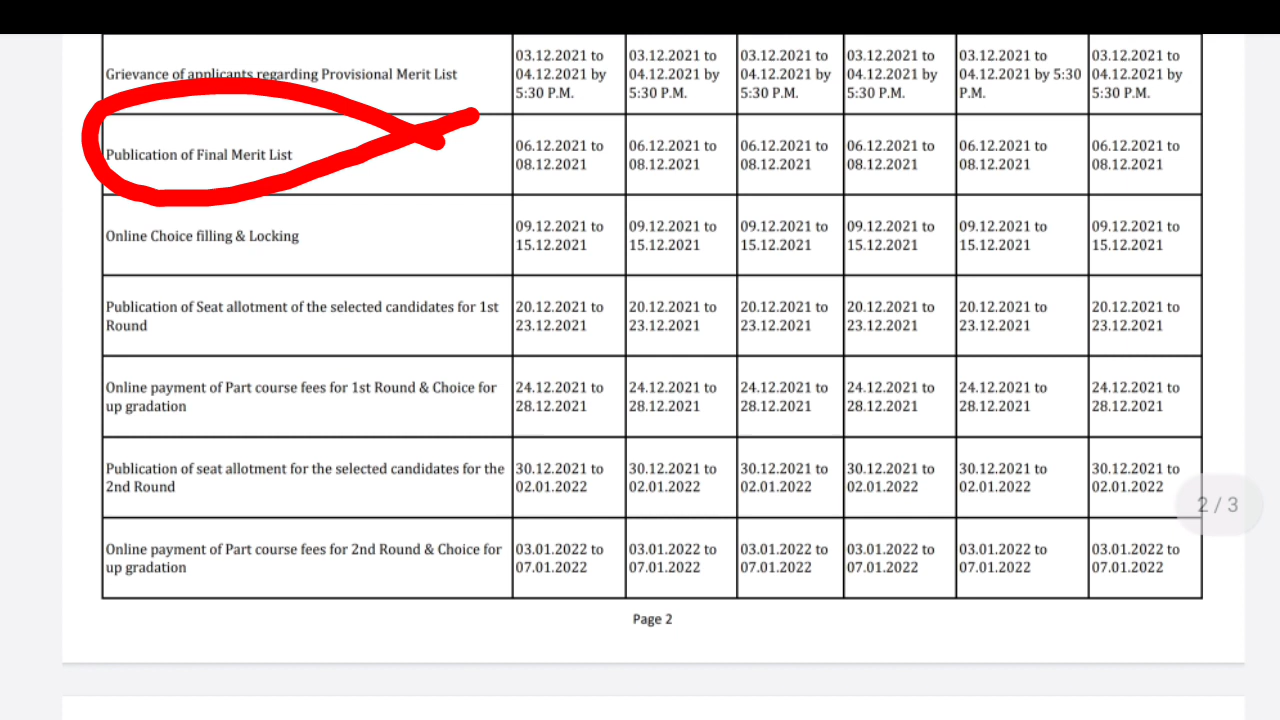 Grievance of applicants regarding Provisional Merit List
03.12.2021 to
04.12.2021 by
5:30 P.M.
03.12.2021 to
04.12.2021 by
5:30 P.M.
03.12.2021 to
04.12.2021 by
5:30 P.M.
03.12.2021 to
04.12.2021 by
5:30 P.M.
03.12.2021 to
04.12.2021 by 5:30
P.M.
03.12.2021 to
04.12.2021 by
5:30 P.M.
Publication of Final Merit List
06.12.2021 to
08.12.2021
06.12.2021 to
08.12.2021
06.12.2021 to
08.12.2021
06.12.2021 to
08.12.2021
06.12.2021 to
08.12.2021
06.12.2021 to
08.12.2021
Online Choice filling & Locking
09.12.2021 to
15.12.2021
09.12.2021 to
15.12.2021
09.12.2021 to
15.12.2021
09.12.2021 to
15.12.2021
09.12.2021 to
15.12.2021
09.12.2021 to
15.12.2021
Publication of Seat allotment of the selected candidates for 1st
Round
20.12.2021 to
23.12.2021
20.12.2021 to
23.12.2021
20.12.2021 to
23.12.2021
20.12.2021 to
23.12.2021
20.12.2021 to
23.12.2021
20.12.2021 to
23.12.2021
Online payment of Part course fees for 1st Round & Choice for
up gradation
24.12.2021 to
28.12.2021
24.12.2021 to
28.12.2021
24.12.2021 to
28.12.2021
24.12.2021 to
28.12.2021
24.12.2021 to
28.12.2021
24.12.2021 to
28.12.2021
Publication of seat allotment for the selected candidates for the
2nd Round
30.12.2021 to
02.01.2022
30.12.2021 to
02.01.2022
30.12.2021 to
02.01.2022
30.12.2021 to
02.01.2022
30.12.2021 to
02.01.2022
30.12.2021 to
02.01.2022
2 / 3
Online payment of Part course fees for 2nd Round & Choice for
up gradation
03.01.2022 to
07.01.2022
03.01.2022 to
07.01.2022
03.01.2022 to
07.01.2022
03.01.2022 to
07.01.2022
03.01.2022 to
07.01.2022
03.01.2022 to
07.01.2022
Page 2